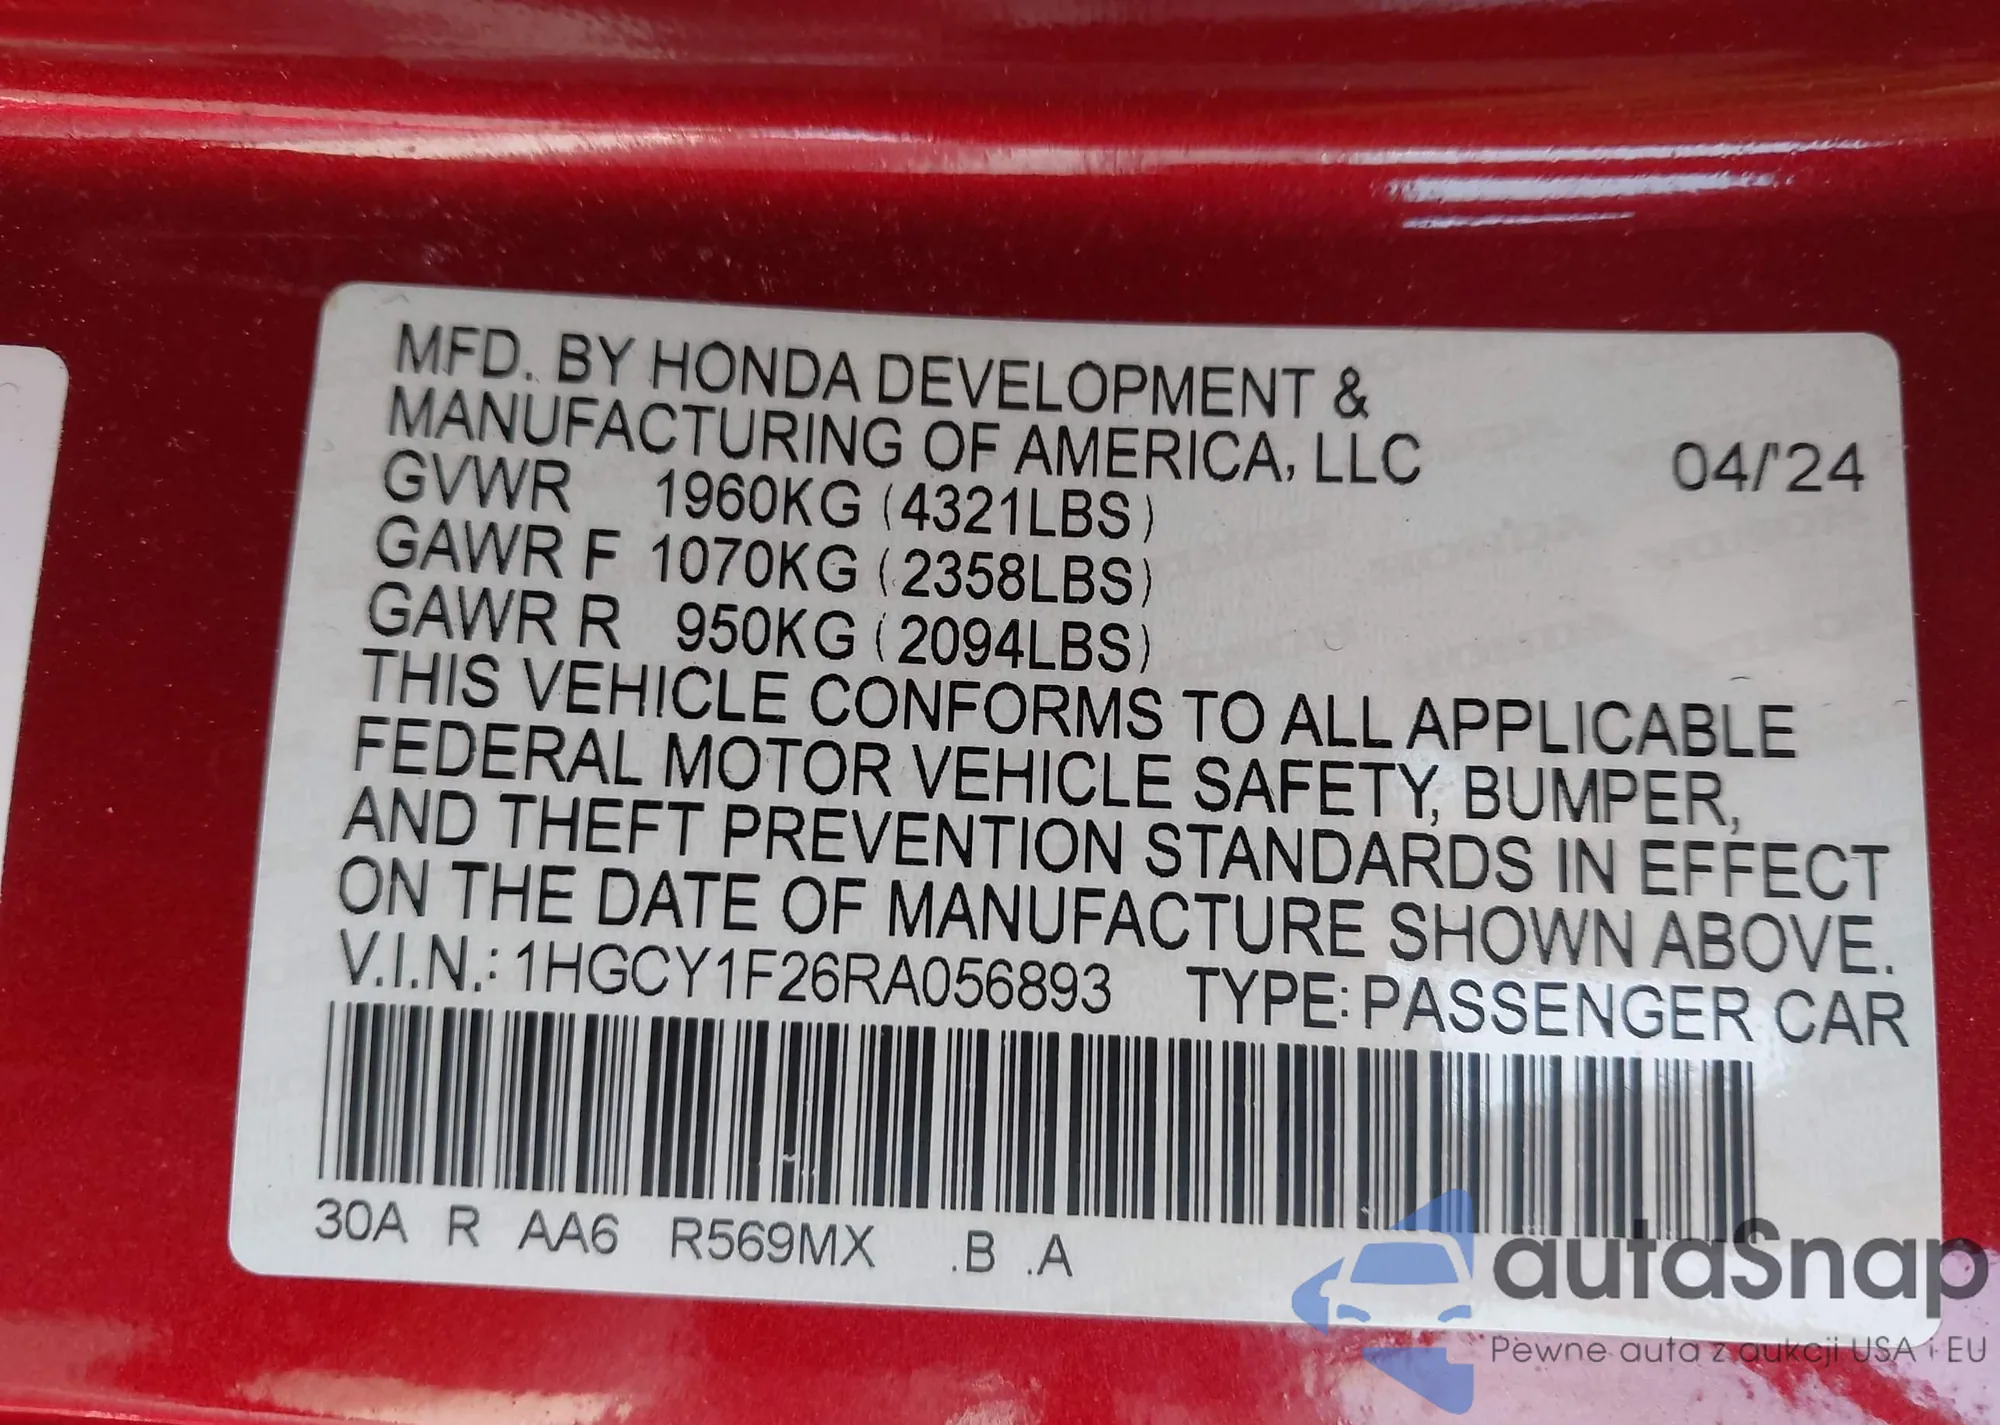 MFD. BY HONDA DEVELOPMENT &
MANUFACTURING OF AMERICA, LLC 04/'24
GVWR 1960KG (4321LBS)
GAWR F 1070KG (2358LBS)
GAWR R 950KG (2094LBS)
THIS VEHICLE CONFORMS TO ALL APPLICABLE
FEDERAL MOTOR VEHICLE SAFETY, BUMPER,
AND THEFT PREVENTION STANDARDS IN EFFECT
ON THE DATE OF MANUFACTURE SHOWN ABOVE.
V.I.N.: 1HGCY1F26RA056893 TYPE: PASSENGER CAR
30A R AA6 R569MX .B .A
autaSnap
Pewne auta z aukcji USA i EU